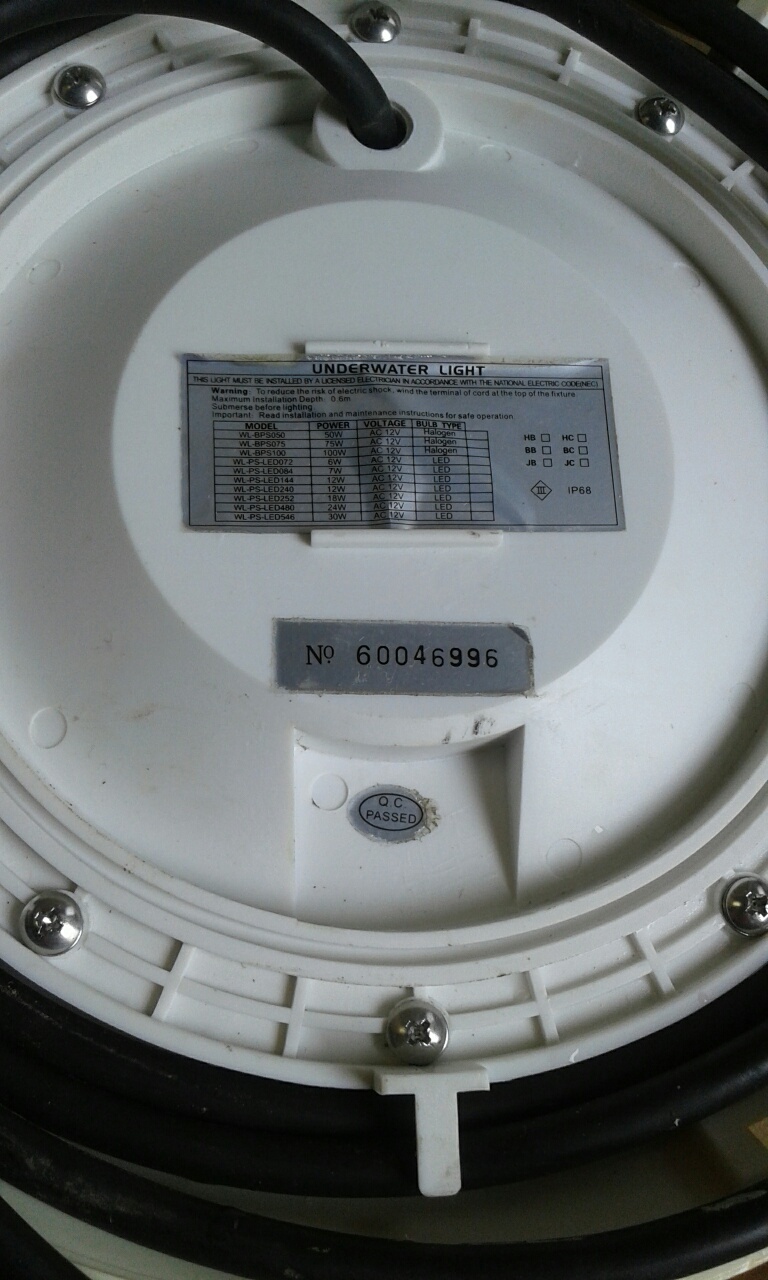 UNDERWATER LIGHT
THIS LIGHT MUST BE INSTALLED BY A LICENSED ELECTRICIAN IN ACCORDANCE WITH THE NATIONAL ELECTRIC CODE(NEC)
Warning: To reduce the risk of electric shock, wind the terminal of cord at the top of the fixture
Maximum Installation Depth: 0.6m
Submerse before lighting.
Important: Read installation and maintenance instructions for safe operation.
MODEL POWER VOLTAGE BULB TYPE
WL-BPS050 50W AC 12V Halogen
WL-BPS075 75W AC 12V Halogen
WL-BPS100 100W AC 12V Halogen
WL-PS-LED072 6W AC 12V LED
WL-PS-LED084 7W AC 12V LED
WL-PS-LED144 12W AC 12V LED
WL-PS-LED240 12W AC 12V LED
WL-PS-LED252 18W AC 12V LED
WL-PS-LED480 24W AC 12V LED
WL-PS-LED546 30W AC 12V LED
HB HC
BB BC
JB JC
III IP68
Nº 60046996
Q.C
PASSED